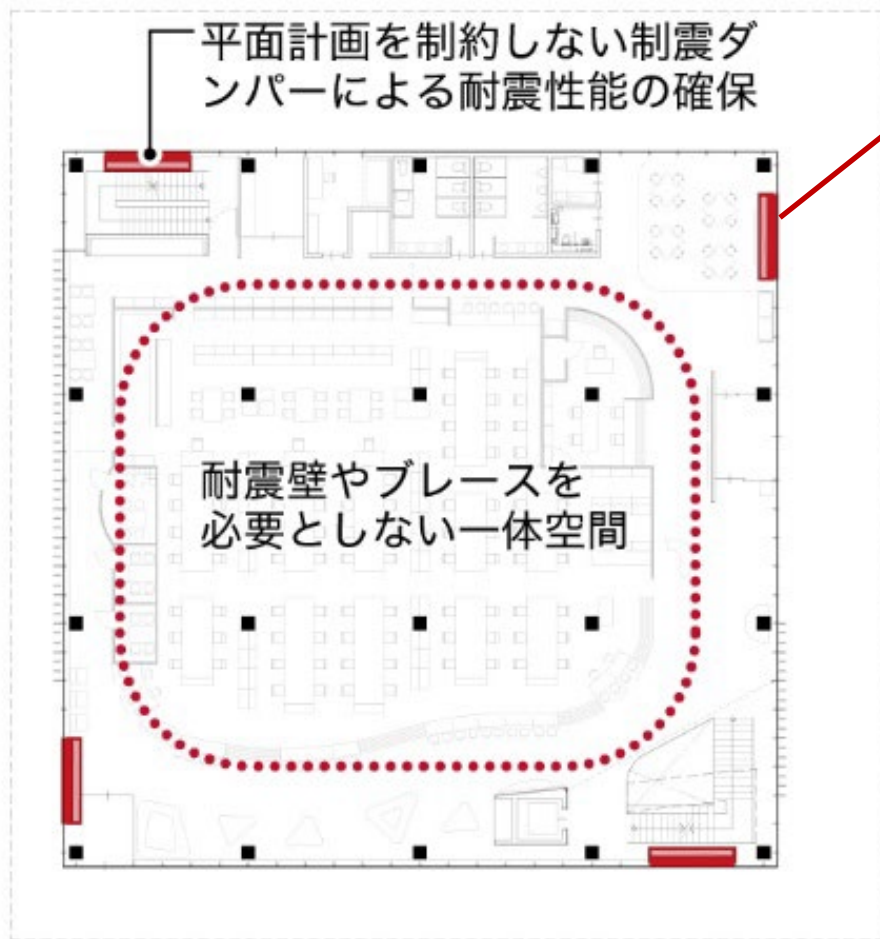 平面計画を制約しない制震ダ
ンパーによる耐震性能の確保
耐震壁やブレースを
必要としない一体空間